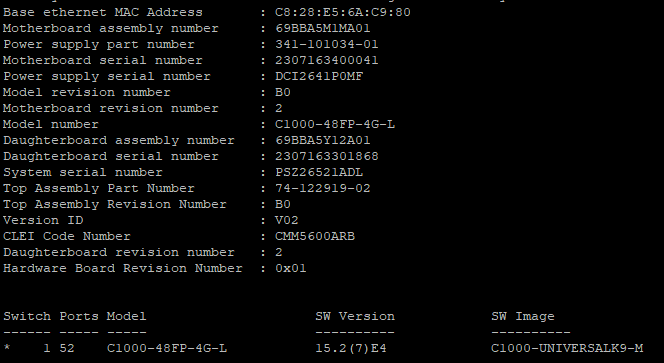 Base ethernet MAC Address       : C8:28:E5:6A:C9:80
Motherboard assembly number     : 69BBA5M1MA01
Power supply part number        : 341-101034-01
Motherboard serial number       : 2307163400041
Power supply serial number      : DCI2641P0MF
Model revision number           : B0
Motherboard revision number     : 2
Model number                    : C1000-48FP-4G-L
Daughterboard assembly number   : 69BBA5Y12A01
Daughterboard serial number     : 2307163301868
System serial number            : PSZ26521ADL
Top Assembly Part Number        : 74-122919-02
Top Assembly Revision Number    : B0
Version ID                      : V02
CLEI Code Number                : CMM5600ARB
Daughterboard revision number   : 2
Hardware Board Revision Number  : 0x01
Switch Ports Model                     SW Version            SW Image
------ ----- -----                     ----------            ----------
*    1 52    C1000-48FP-4G-L           15.2(7)E4             C1000-UNIVERSALK9-M